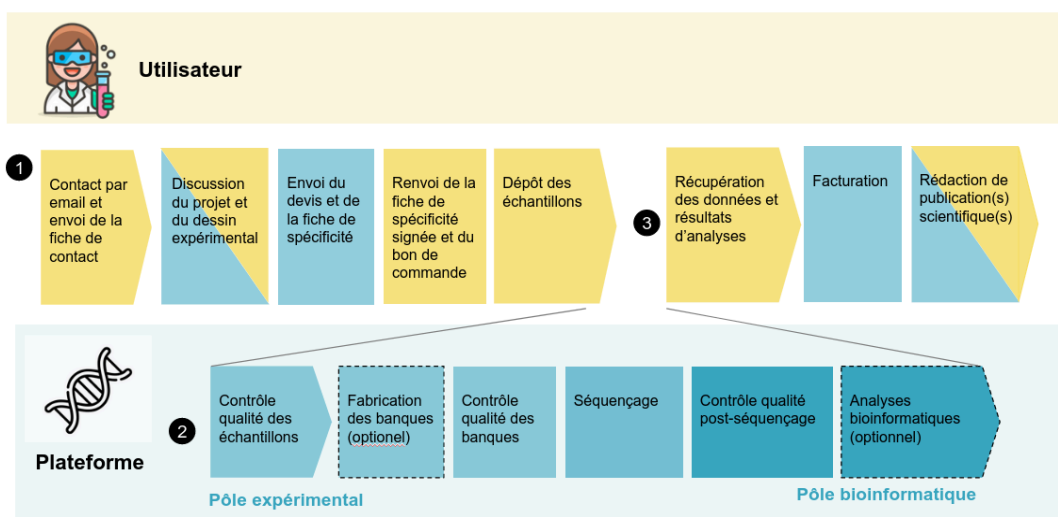 Utilisateur
1
Contact par
email et
envoi de la
fiche de
contact
Discussion
du projet et
du dessin
expérimental
Envoi du
devis et de
la fiche de
spécificité
Renvoi de la
fiche de
spécificité
signée et du
bon de
commande
Dépôt des
échantillons
3
Récupération
des données et
résultats
d'analyses
Facturation
Rédaction de
publication(s)
scientifique(s)
Plateforme
2
Contrôle
qualité des
échantillons
Fabrication
des banques
(optionel)
Contrôle
qualité des
banques
Séquençage
Contrôle qualité
post-séquençage
Analyses
bioinformatiques
(optionnel)
Pôle expérimental
Pôle bioinformatique